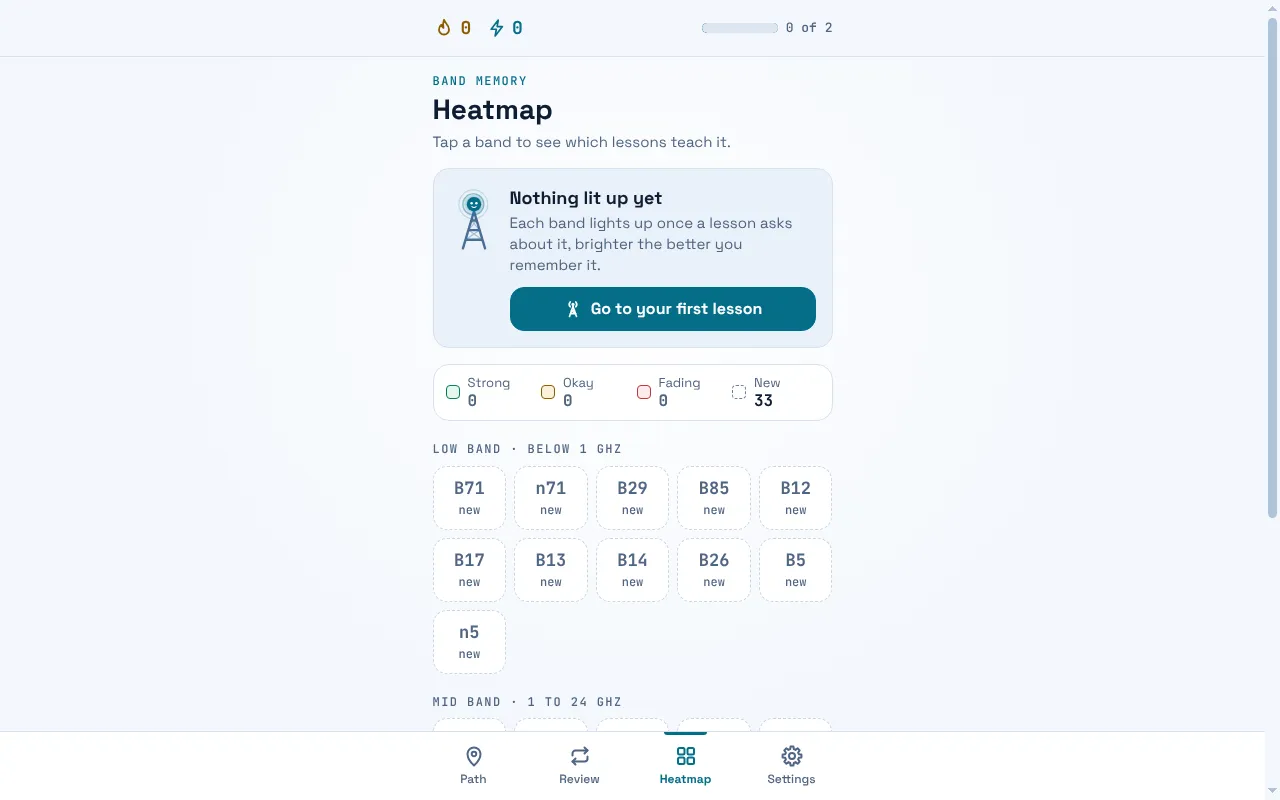 0 0 0 of 2
BAND MEMORY
Heatmap
Tap a band to see which lessons teach it.
Nothing lit up yet
Each band lights up once a lesson asks
about it, brighter the better you
remember it.
Go to your first lesson
Strong Okay Fading New
0 0 0 33
LOW BAND · BELOW 1 GHZ
B71 n71 B29 B85 B12
new new new new new
B17 B13 B14 B26 B5
new new new new new
n5
new
MID BAND · 1 TO 24 GHZ
Path Review Heatmap Settings